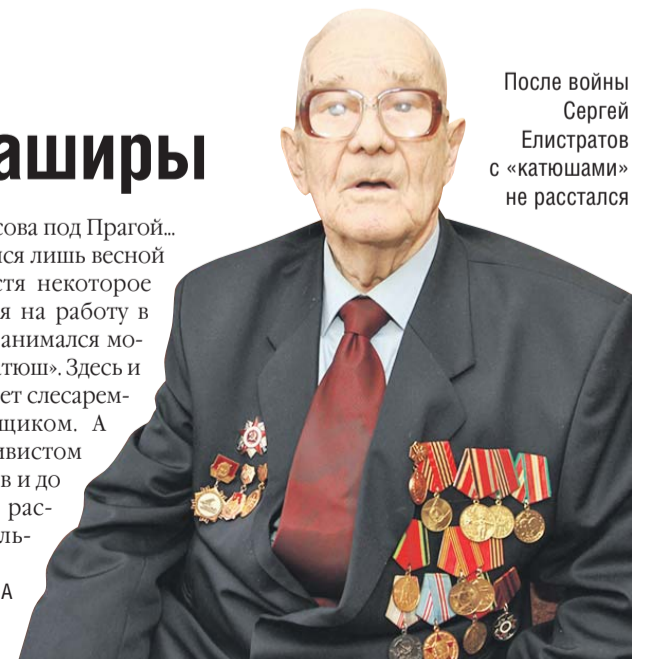 аширы
сова под Прагой...
ся лишь весной
стя некоторое
я на работу в
анимался мо-
тюш». Здесь и
ет слесарем-
щиком. А
ивистом
в и до
рас-
ль-
А
После войны
Сергей
Елистратов
с «катюшами»
не расстался